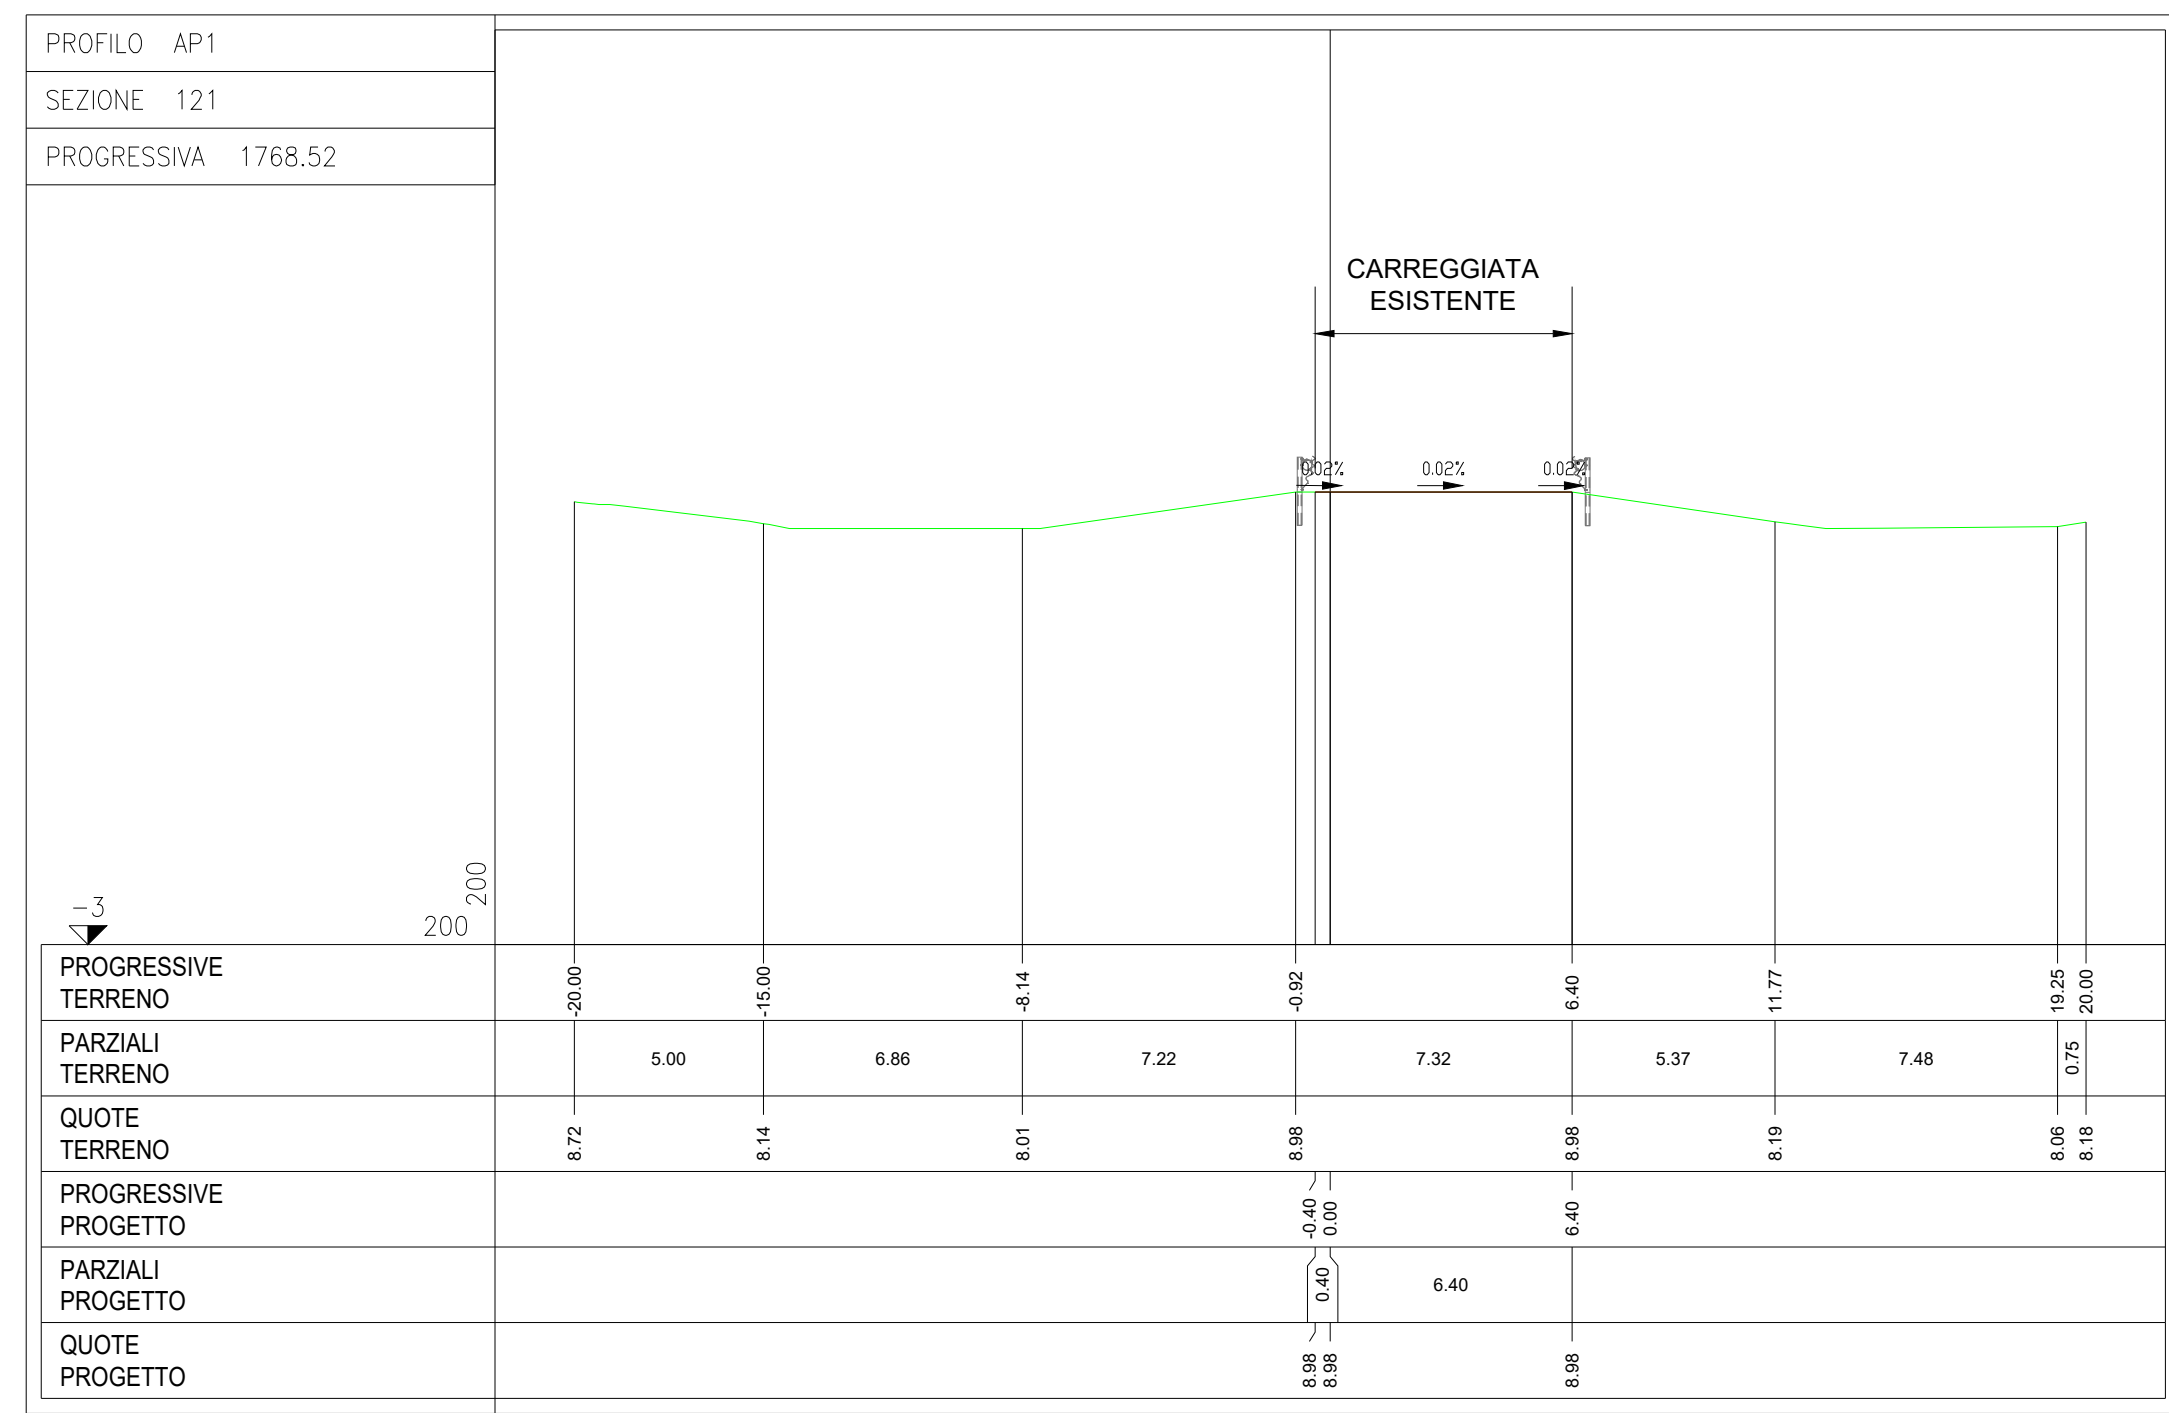 PROFILO AP1
SEZIONE 121
PROGRESSIVA 1768.52
CARREGGIATA
ESISTENTE
0.02% 0.02% 0.02%
200
-3
200
PROGRESSIVE
TERRENO
-20.00 -15.00 -8.14 -0.92 6.40 11.77 19.25 20.00
PARZIALI
TERRENO
5.00 6.86 7.22 7.32 5.37 7.48 0.75
QUOTE
TERRENO
8.72 8.14 8.01 8.98 8.98 8.19 8.06 8.18
PROGRESSIVE
PROGETTO
-0.40 0.00 6.40
PARZIALI
PROGETTO
0.40 6.40
QUOTE
PROGETTO
8.98 8.98 8.98